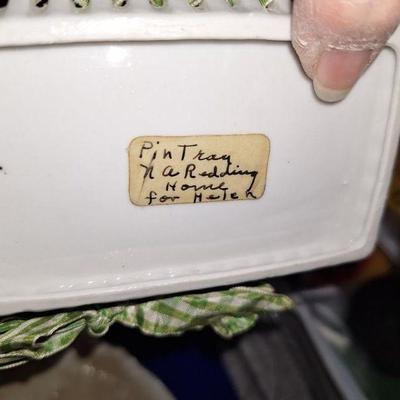 Pin Tray
N A Redding
Home
for Helen